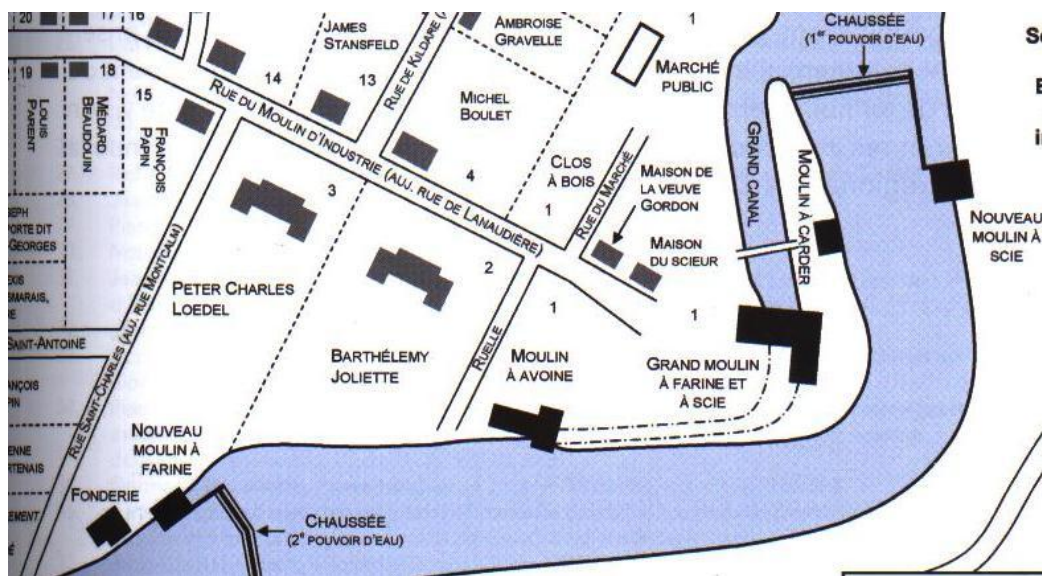 20
17
16
JAMES
STANSFELD
14
13
RUE DE KILDARE (A
AMBROISE
GRAVELLE
1
MARCHÉ
PUBLIC
CHAUSSÉE
(1ER POUVOIR D'EAU)
19
18
15
LOUIS
PARENT
MÉDARD
BEAUDOUIN
FRANÇOIS
PAPIN
RUE DU MOULIN D'INDUSTRIE (AUJ. RUE DE LANAUDIÈRE)
MICHEL
BOULET
4
CLOS
À BOIS
1
RUE DU MARCHÉ
MAISON DE
LA VEUVE
GORDON
MAISON
DU SCIEUR
GRAND CANAL
MOULIN À CARDER
NOUVEAU
MOULIN À
SCIE
3
2
PETER CHARLES
LOEDEL
RUE SAINT-CHARLES (AUJ. RUE MONTCALM)
SAINT-ANTOINE
BARTHÉLEMY
JOLIETTE
RUELLE
1
MOULIN
À AVOINE
1
GRAND MOULIN
À FARINE ET
À SCIE
NOUVEAU
MOULIN À
FARINE
FONDERIE
CHAUSSÉE
(2E POUVOIR D'EAU)